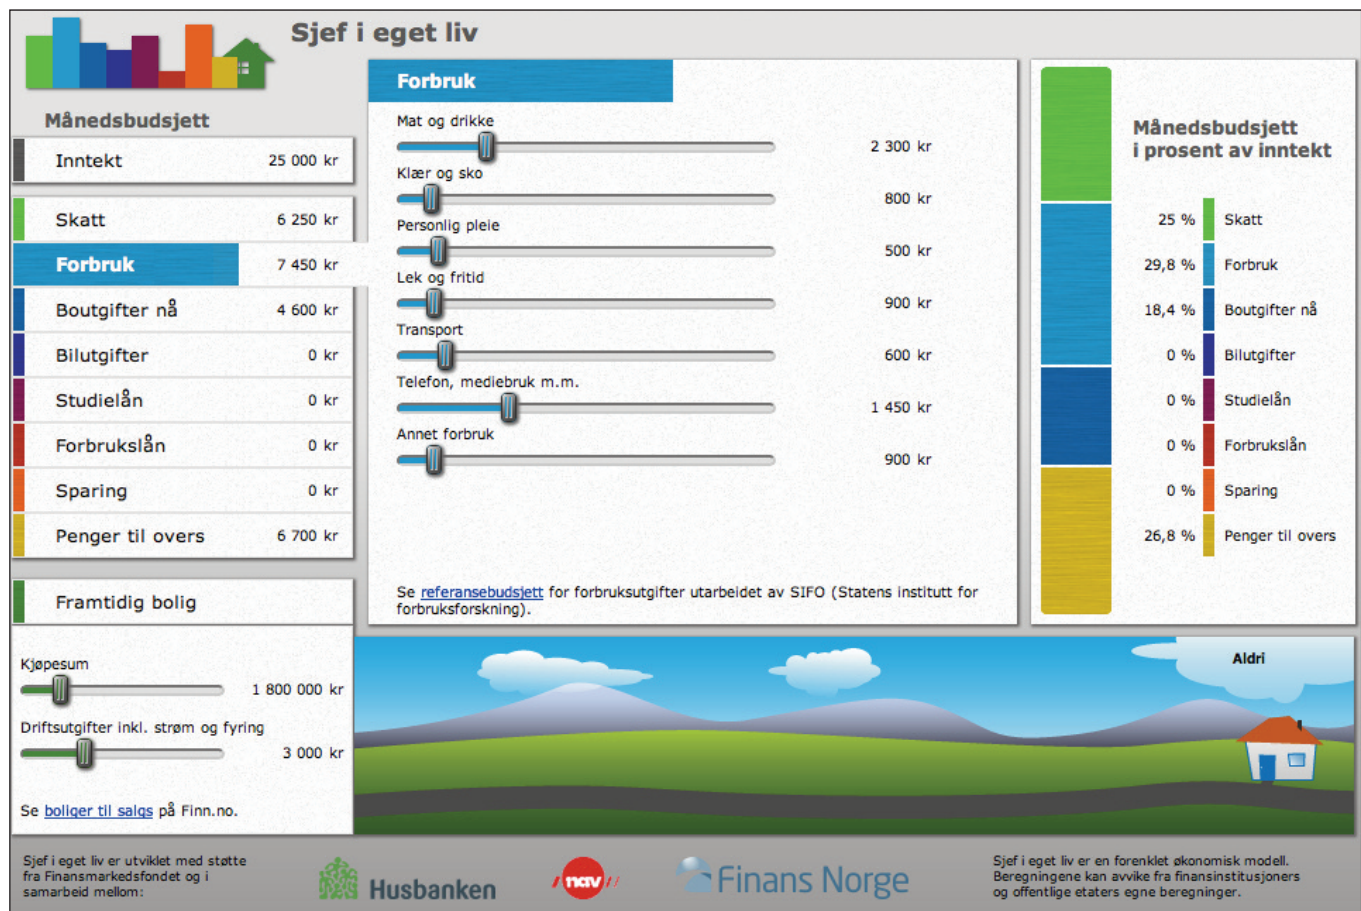 Sjef i eget liv
Månedsbudsjett
Inntekt 25 000 kr
Skatt 6 250 kr
Forbruk 7 450 kr
Boutgifter nå 4 600 kr
Bilutgifter 0 kr
Studielån 0 kr
Forbrukslån 0 kr
Sparing 0 kr
Penger til overs 6 700 kr
Framtidig bolig
Kjøpesum
1 800 000 kr
Driftsutgifter inkl. strøm og fyring
3 000 kr
Se boliger til salgs på Finn.no.
Forbruk
Mat og drikke
2 300 kr
Klær og sko
800 kr
Personlig pleie
500 kr
Lek og fritid
900 kr
Transport
600 kr
Telefon, mediebruk m.m.
1 450 kr
Annet forbruk
900 kr
Se referansebudsjett for forbruksutgifter utarbeidet av SIFO (Statens institutt for
forbruksforskning).
Månedsbudsjett
i prosent av inntekt
25 % Skatt
29,8 % Forbruk
18,4 % Boutgifter nå
0 % Bilutgifter
0 % Studielån
0 % Forbrukslån
0 % Sparing
26,8 % Penger til overs
Aldri
Sjef i eget liv er utviklet med støtte
fra Finansmarkedsfondet og i
samarbeid mellom:
Husbanken
nav
Finans Norge
Sjef i eget liv er en forenklet økonomisk modell.
Beregningene kan avvike fra finansinstitusjoners
og offentlige etaters egne beregninger.